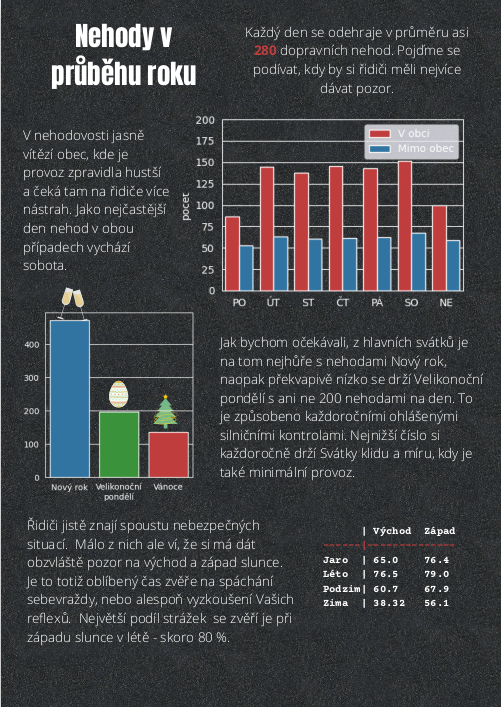 Nehody v
průběhu roku
Každý den se odehraje v průměru asi
280 dopravních nehod. Pojďme se
podívat, kdy by si řidiči měli nejvíce
dávat pozor.
V nehodovosti jasně
vítězí obec, kde je
provoz zpravidla hustší
a čeká tam na řidiče více
nástrah. Jako nejčastější
den nehod v obou
případech vychází
sobota.
200
175
150
125
100
75
50
25
0
pocet
V obci
Mimo obec
PO ÚT ST ČT PÁ SO NE
400
300
200
100
0
Nový rok Velikonoční Vánoce
pondělí
Jak bychom očekávali, z hlavních svátků je
na tom nejhůře s nehodami Nový rok,
naopak překvapivě nízko se drží Velikonoční
pondělí s ani ne 200 nehodami na den. To
je způsobeno každoročními ohlášenými
silničními kontrolami. Nejnižší číslo si
každoročně drží Svátky klidu a míru, kdy je
také minimální provoz.
Řidiči jistě znají spoustu nebezpečných
situací. Málo z nich ale ví, že si má dát
obzvláště pozor na východ a západ slunce.
Je to totiž oblíbený čas zvěře na spáchání
sebevraždy, nebo alespoň vyzkoušení Vašich
reflexů. Největší podíl strážek se zvěří je při
západu slunce v létě - skoro 80 %.
| Východ Západ
Jaro | 65.0 76.4
Léto | 76.5 79.0
Podzim| 60.7 67.9
Zima | 38.32 56.1